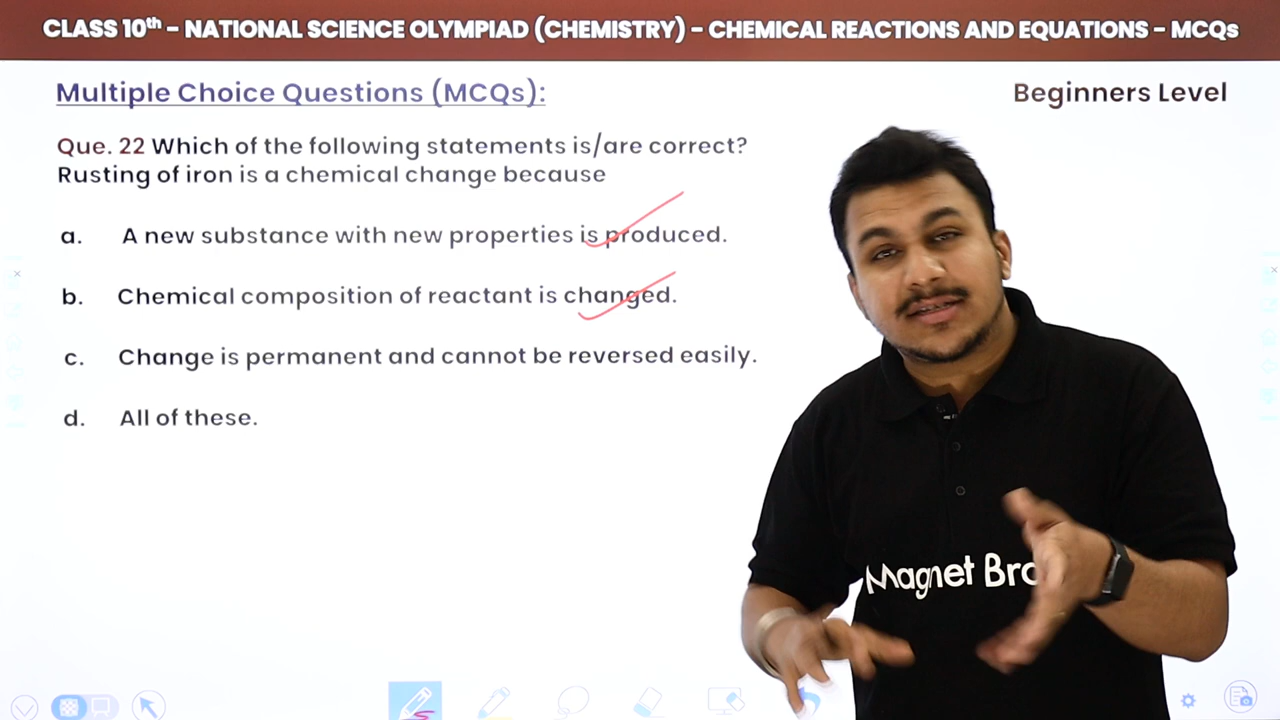 CLASS 10th – NATIONAL SCIENCE OLYMPIAD (CHEMISTRY) – CHEMICAL REACTIONS AND EQUATIONS – MCQs
Multiple Choice Questions (MCQs):
Beginners Level
Que. 22 Which of the following statements is/are correct?
Rusting of iron is a chemical change because
a. A new substance with new properties is produced.
b. Chemical composition of reactant is changed.
c. Change is permanent and cannot be reversed easily.
d. All of these.
Magnet Bro